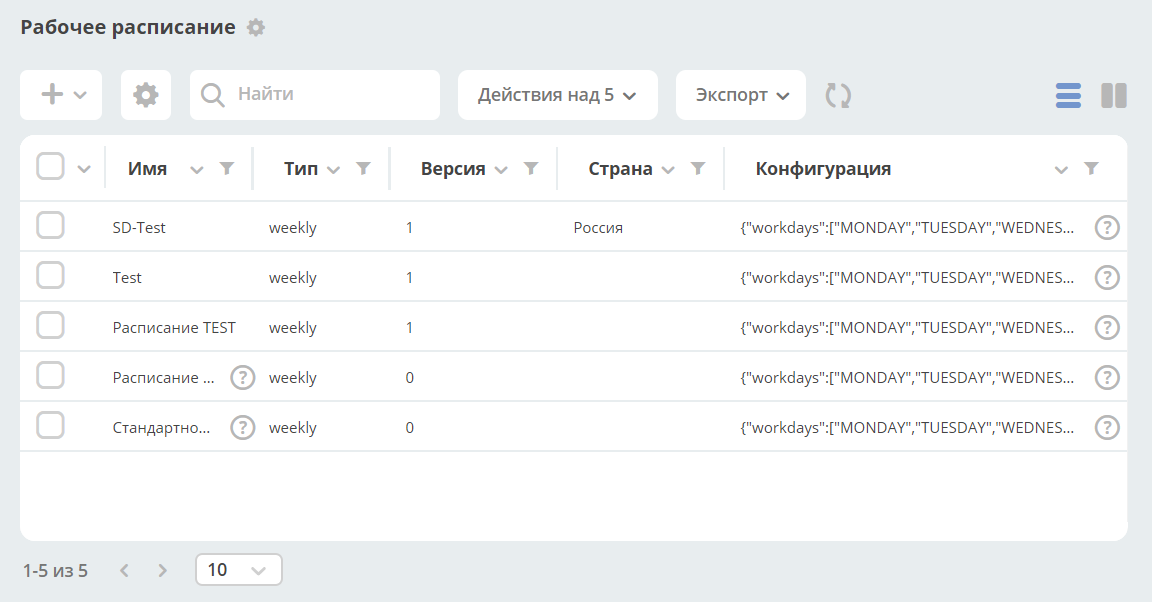 Рабочее расписание
Найти
Действия над 5
Экспорт
Имя Тип Версия Страна Конфигурация
SD-Test weekly 1 Россия {"workdays":["MONDAY","TUESDAY","WEDNES... ?
Test weekly 1 {"workdays":["MONDAY","TUESDAY","WEDNES... ?
Расписание TEST weekly 1 {"workdays":["MONDAY","TUESDAY","WEDNES... ?
Расписание ... ? weekly 0 {"workdays":["MONDAY","TUESDAY","WEDNES... ?
Стандартно... ? weekly 0 {"workdays":["MONDAY","TUESDAY","WEDNES... ?
1-5 из 5 10